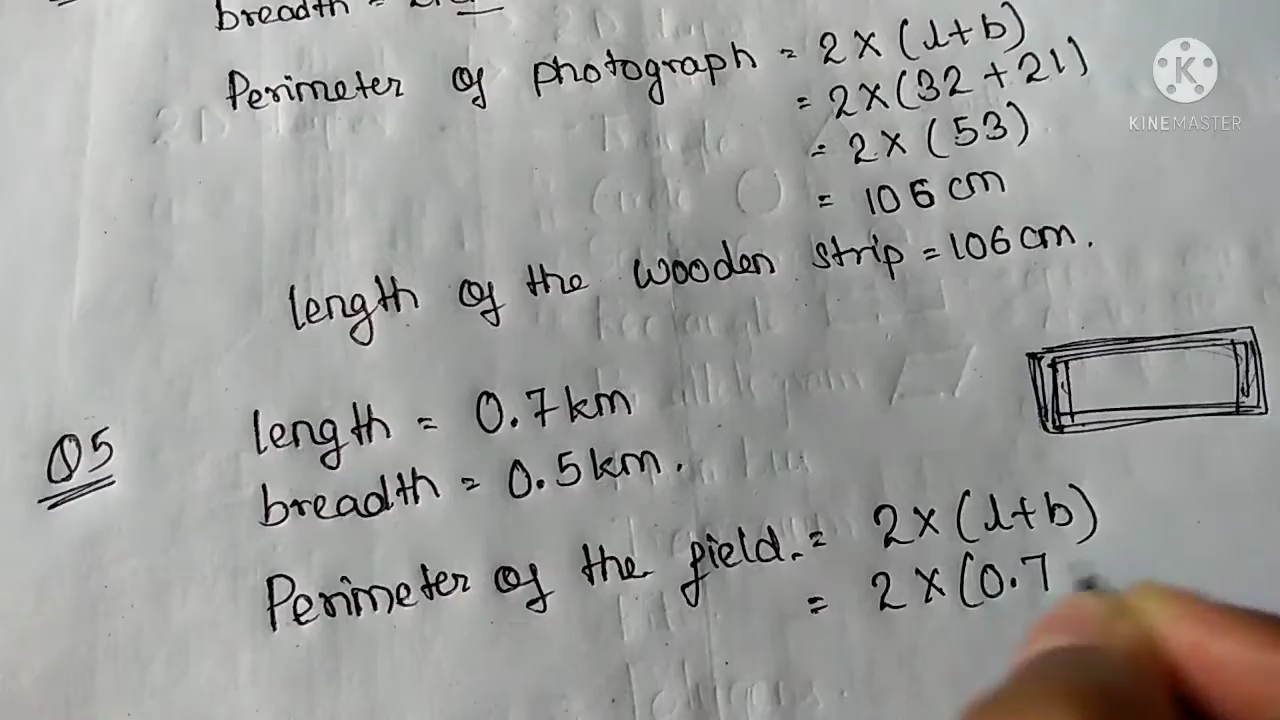 breadth =
Perimeter of photograph = 2 x (l+b)
= 2x(32 + 21)
= 2 x (53)
= 106 cm
length of the wooden strip = 106 cm.
Q5 length = 0.7 km
breadth = 0.5 km.
Perimeter of the field. = 2 x (l+b)
= 2 x (0.7
K
KINEMASTER